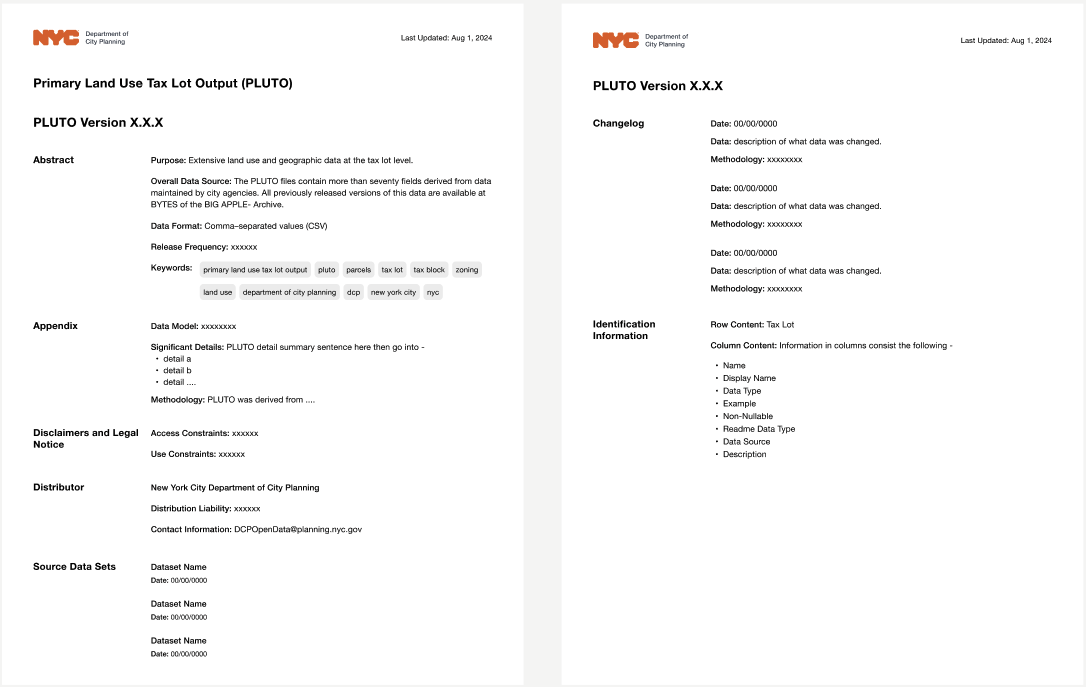 NYC
Department of
City Planning
Last Updated: Aug 1, 2024
Primary Land Use Tax Lot Output (PLUTO)
PLUTO Version X.X.X
Abstract
Purpose: Extensive land use and geographic data at the tax lot level.
Overall Data Source: The PLUTO files contain more than seventy fields derived from data
maintained by city agencies. All previously released versions of this data are available at
BYTES of the BIG APPLE- Archive.
Data Format: Comma–separated values (CSV)
Release Frequency: xxxxxx
Keywords: primary land use tax lot output pluto parcels tax lot tax block zoning
land use department of city planning dcp new york city nyc
Appendix
Data Model: xxxxxxxx
Significant Details: PLUTO detail summary sentence here then go into -
• detail a
• detail b
• detail ....
Methodology: PLUTO was derived from ....
Disclaimers and Legal
Notice
Access Constraints: xxxxxx
Use Constraints: xxxxxx
Distributor
New York City Department of City Planning
Distribution Liability: xxxxxx
Contact Information: DCPOpenData@planning.nyc.gov
Source Data Sets
Dataset Name
Date: 00/00/0000
Dataset Name
Date: 00/00/0000
Dataset Name
Date: 00/00/0000
NYC
Department of
City Planning
Last Updated: Aug 1, 2024
PLUTO Version X.X.X
Changelog
Date: 00/00/0000
Data: description of what data was changed.
Methodology: xxxxxxxx
Date: 00/00/0000
Data: description of what data was changed.
Methodology: xxxxxxxx
Date: 00/00/0000
Data: description of what data was changed.
Methodology: xxxxxxxx
Identification
Information
Row Content: Tax Lot
Column Content: Information in columns consist the following -
• Name
• Display Name
• Data Type
• Example
• Non-Nullable
• Readme Data Type
• Data Source
• Description